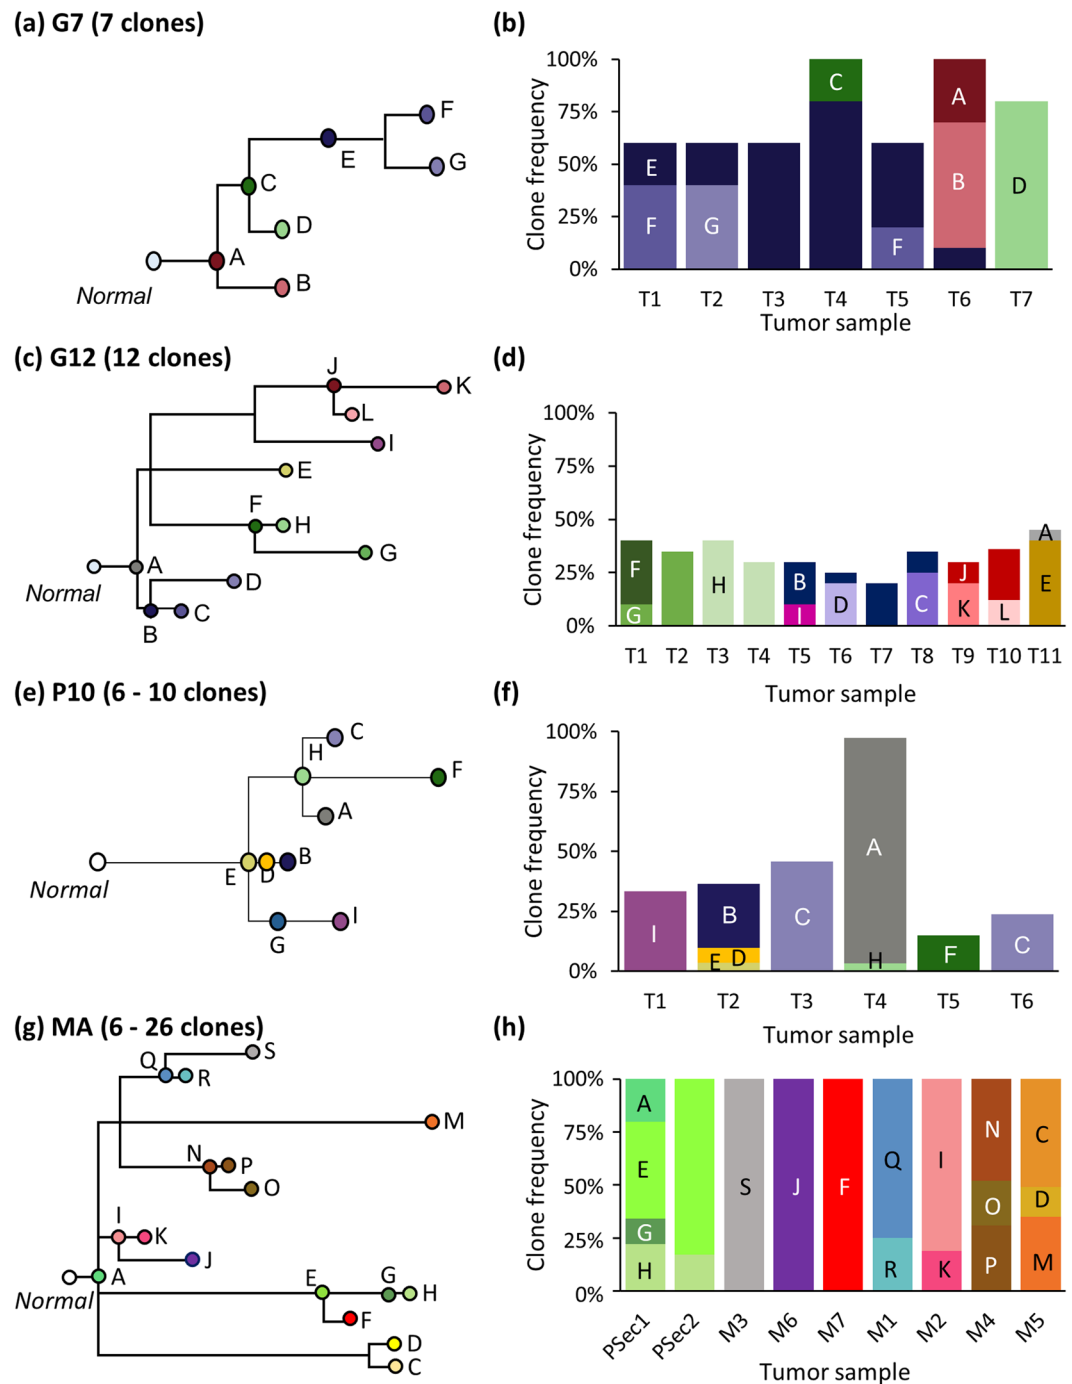 (a) G7 (7 clones)
F
G
E
C
D
A
B
Normal
(b)
Clone frequency
100%
75%
50%
25%
0%
E
F
G
C
F
A
B
D
T1 T2 T3 T4 T5 T6 T7
Tumor sample
(c) G12 (12 clones)
J
K
L
I
E
F
H
G
A
D
C
B
Normal
(d)
Clone frequency
100%
75%
50%
25%
0%
F
G
H
B
I
D
C
J
K
L
A
E
T1 T2 T3 T4 T5 T6 T7 T8 T9 T10 T11
Tumor sample
(e) P10 (6 - 10 clones)
C
H
F
A
E
D
B
G
I
Normal
(f)
Clone frequency
100%
75%
50%
25%
0%
I
B
E D
C
A
H
F
C
T1 T2 T3 T4 T5 T6
Tumor sample
(g) MA (6 - 26 clones)
S
Q
R
M
N
P
O
I
K
J
A
E
G
H
F
D
C
Normal
(h)
Clone frequency
100%
75%
50%
25%
0%
A
E
G
H
S
J
F
Q
R
I
K
N
O
P
C
D
M
PSec1 PSec2 M3 M6 M7 M1 M2 M4 M5
Tumor sample